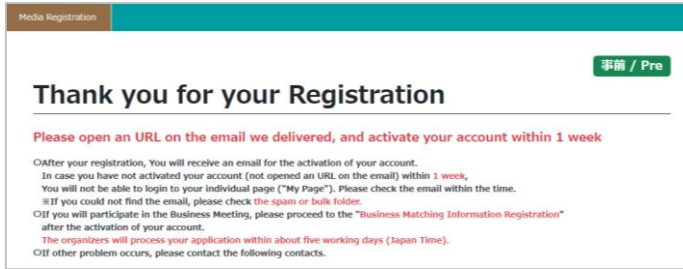 Media Registration
事前 / Pre
Thank you for your Registration
Please open an URL on the email we delivered, and activate your account within 1 week
○After your registration, You will receive an email for the activation of your account.
In case you have not activated your account (not opened an URL on the email) within 1 week,
You will not be able to login to your individual page ("My Page"). Please check the email within the time.
※If you could not find the email, please check the spam or bulk folder.
○If you will participate in the Business Meeting, please proceed to the "Business Matching Information Registration"
after the activation of your account.
The organizers will process your application within about five working days (Japan Time).
○If other problem occurs, please contact the following contacts.